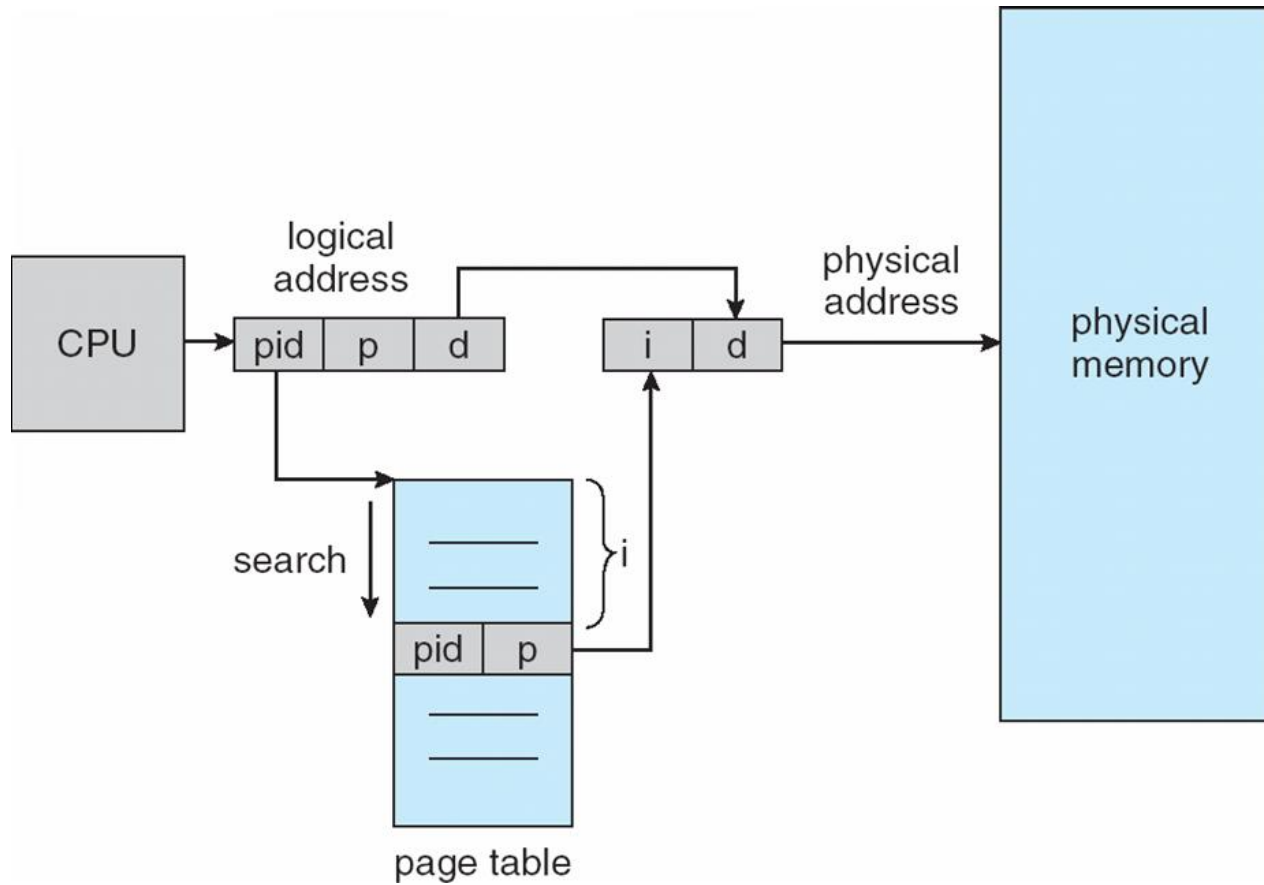 logical
address
CPU
pid p d
i d
physical
address
physical
memory
search
i
pid p
page table